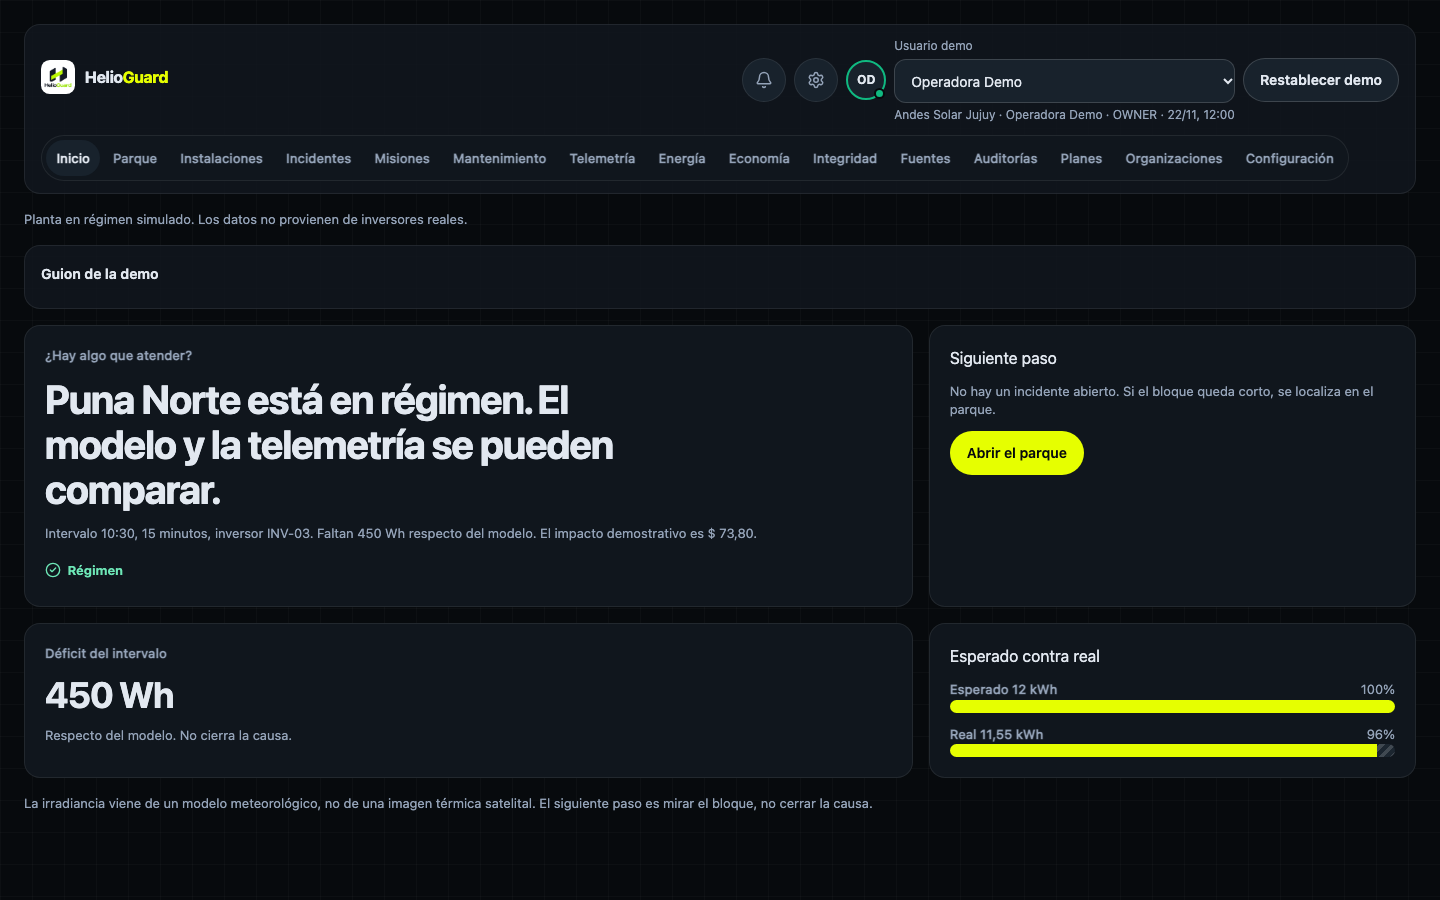 HelioGuard
OD
Usuario demo
Operadora Demo
Restablecer demo
Andes Solar Jujuy · Operadora Demo · OWNER · 22/11, 12:00
Inicio Parque Instalaciones Incidentes Misiones Mantenimiento Telemetría Energía Economía Integridad Fuentes Auditorías Planes Organizaciones Configuración
Planta en régimen simulado. Los datos no provienen de inversores reales.
Guion de la demo
¿Hay algo que atender?
Puna Norte está en régimen. El
modelo y la telemetría se pueden
comparar.
Intervalo 10:30, 15 minutos, inversor INV-03. Faltan 450 Wh respecto del modelo. El impacto demostrativo es $ 73,80.
Régimen
Siguiente paso
No hay un incidente abierto. Si el bloque queda corto, se localiza en el
parque.
Abrir el parque
Déficit del intervalo
450 Wh
Respecto del modelo. No cierra la causa.
Esperado contra real
Esperado 12 kWh 100%
Real 11,55 kWh 96%
La irradiancia viene de un modelo meteorológico, no de una imagen térmica satelital. El siguiente paso es mirar el bloque, no cerrar la causa.